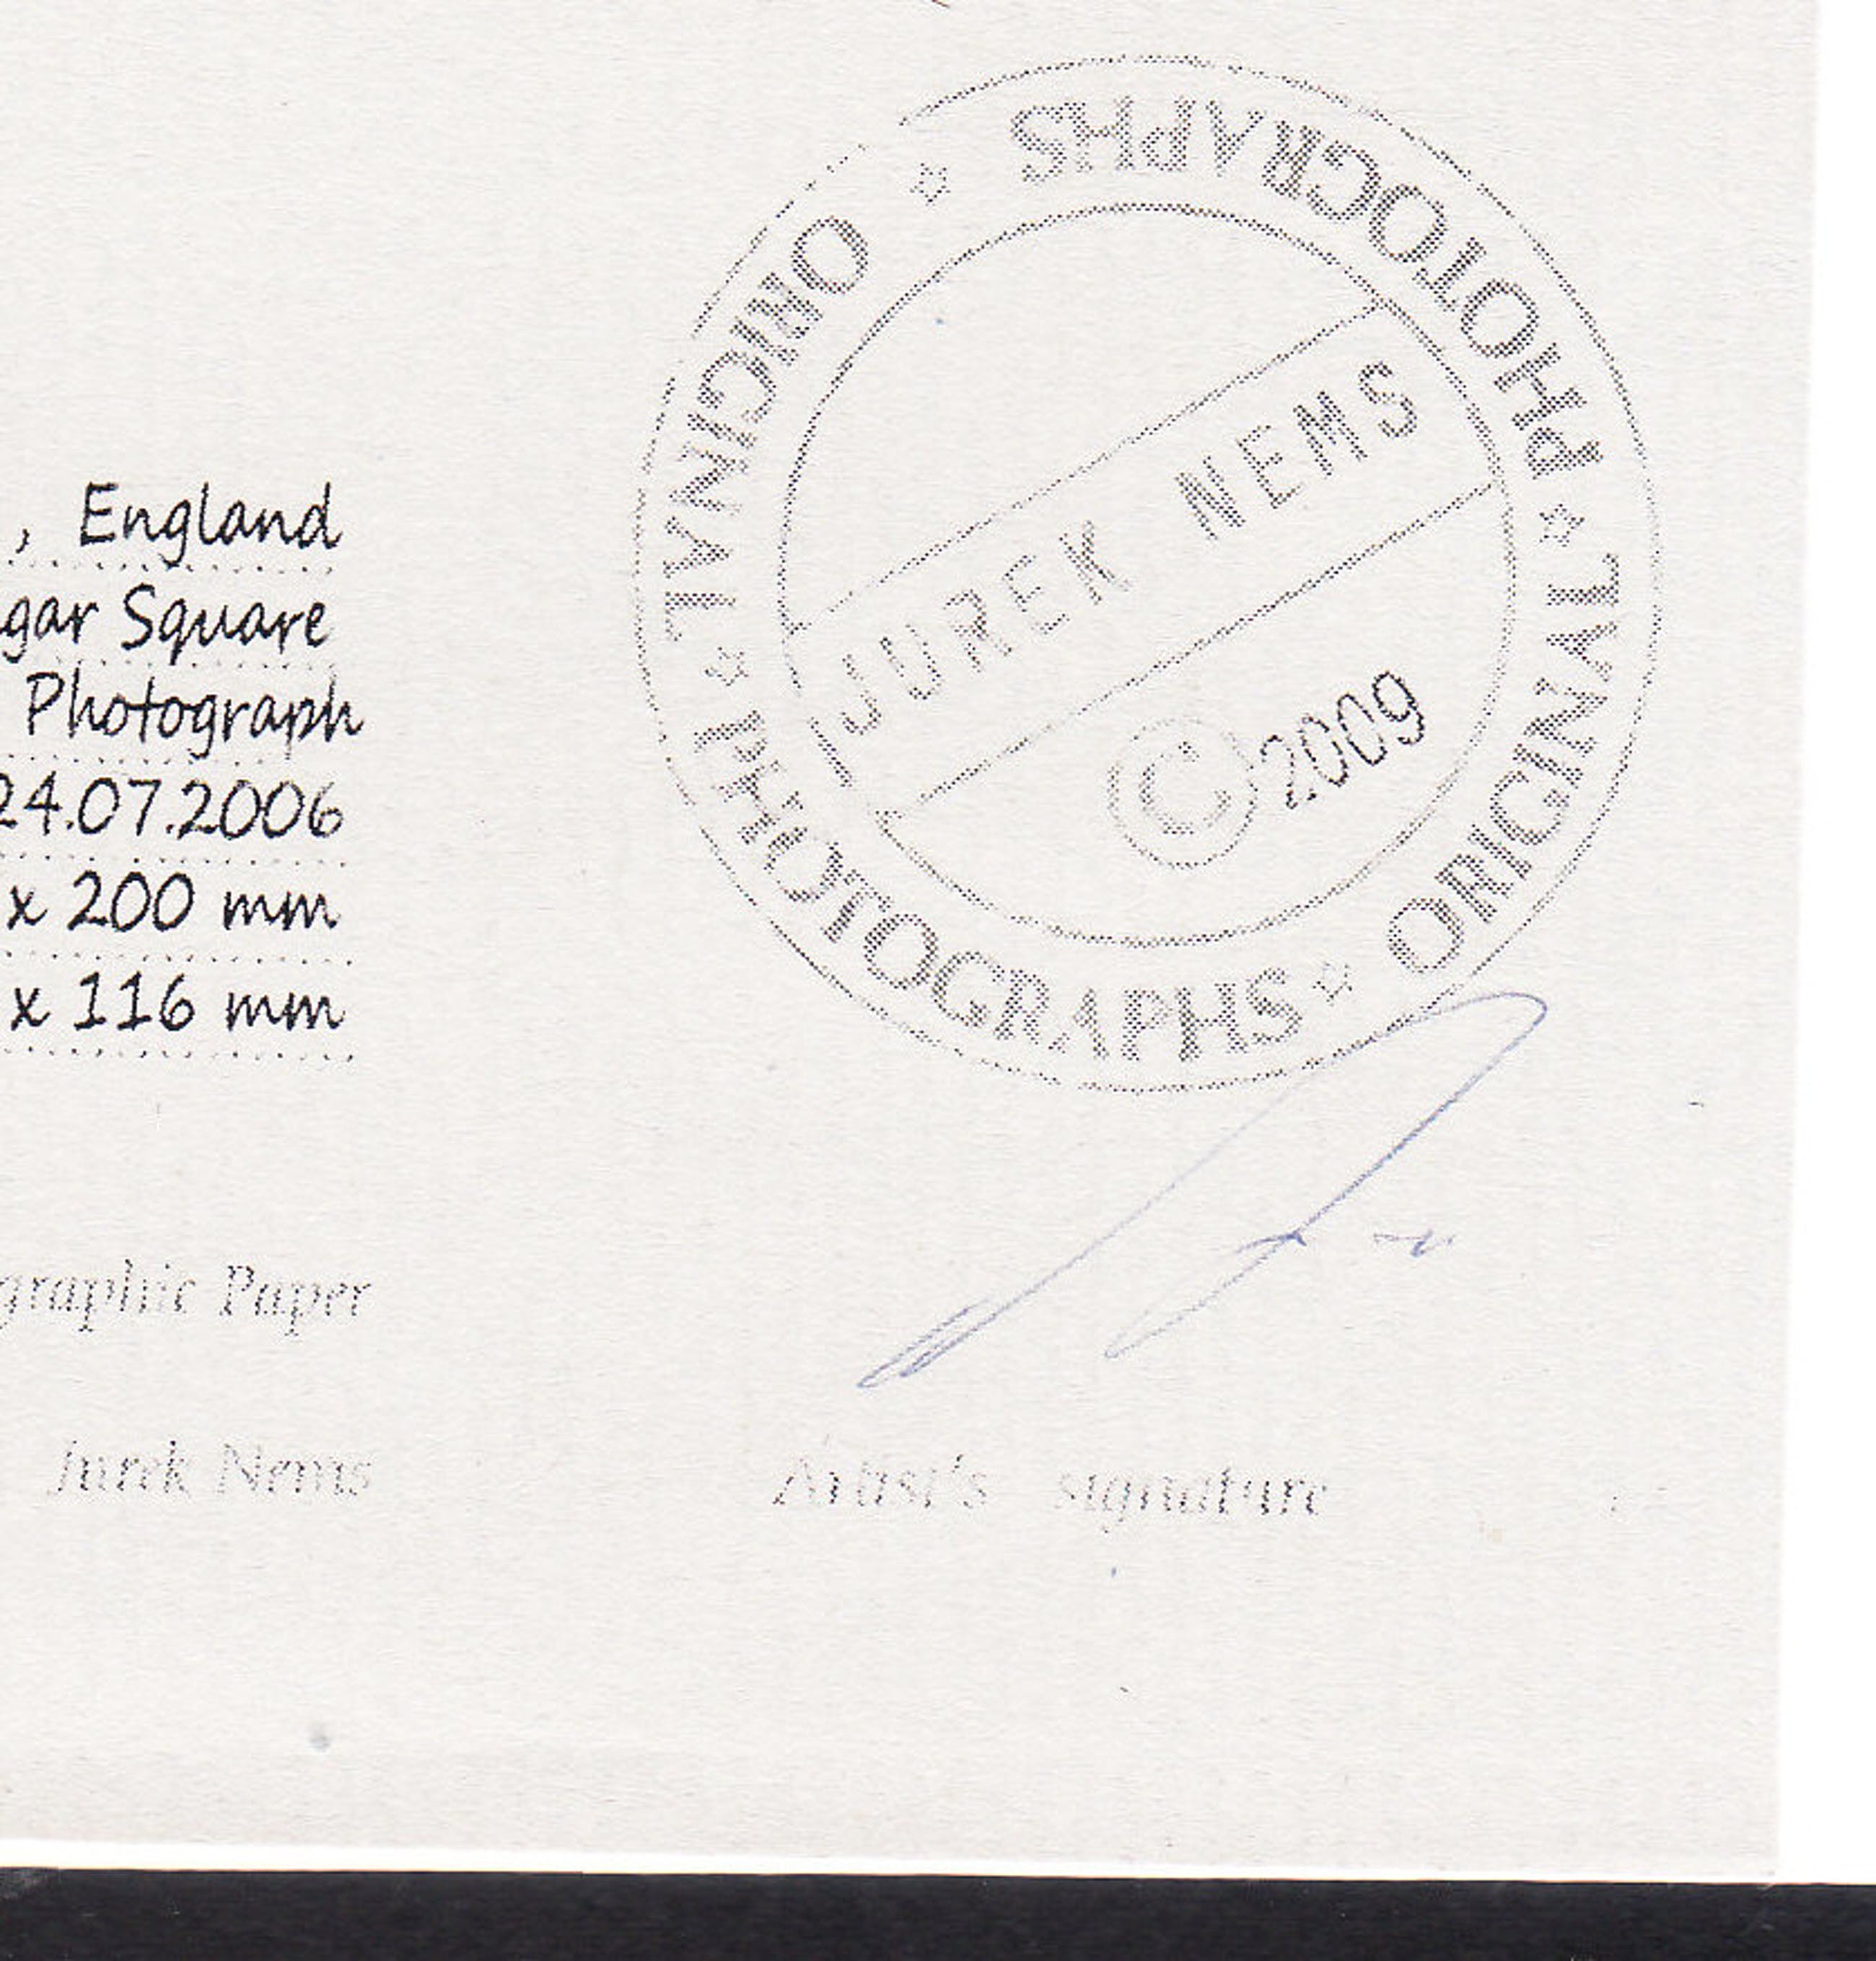 , England
gar Square
Photograph
24.07.2006
x 200 mm
x 116 mm
graphic Paper
Jurek Nems
ORIGINAL ☆ PHOTOGRAPHS ☆ ORIGINAL ☆ PHOTOGRAPHS ☆
JUREK NEMS
© 2009
Artist's signature